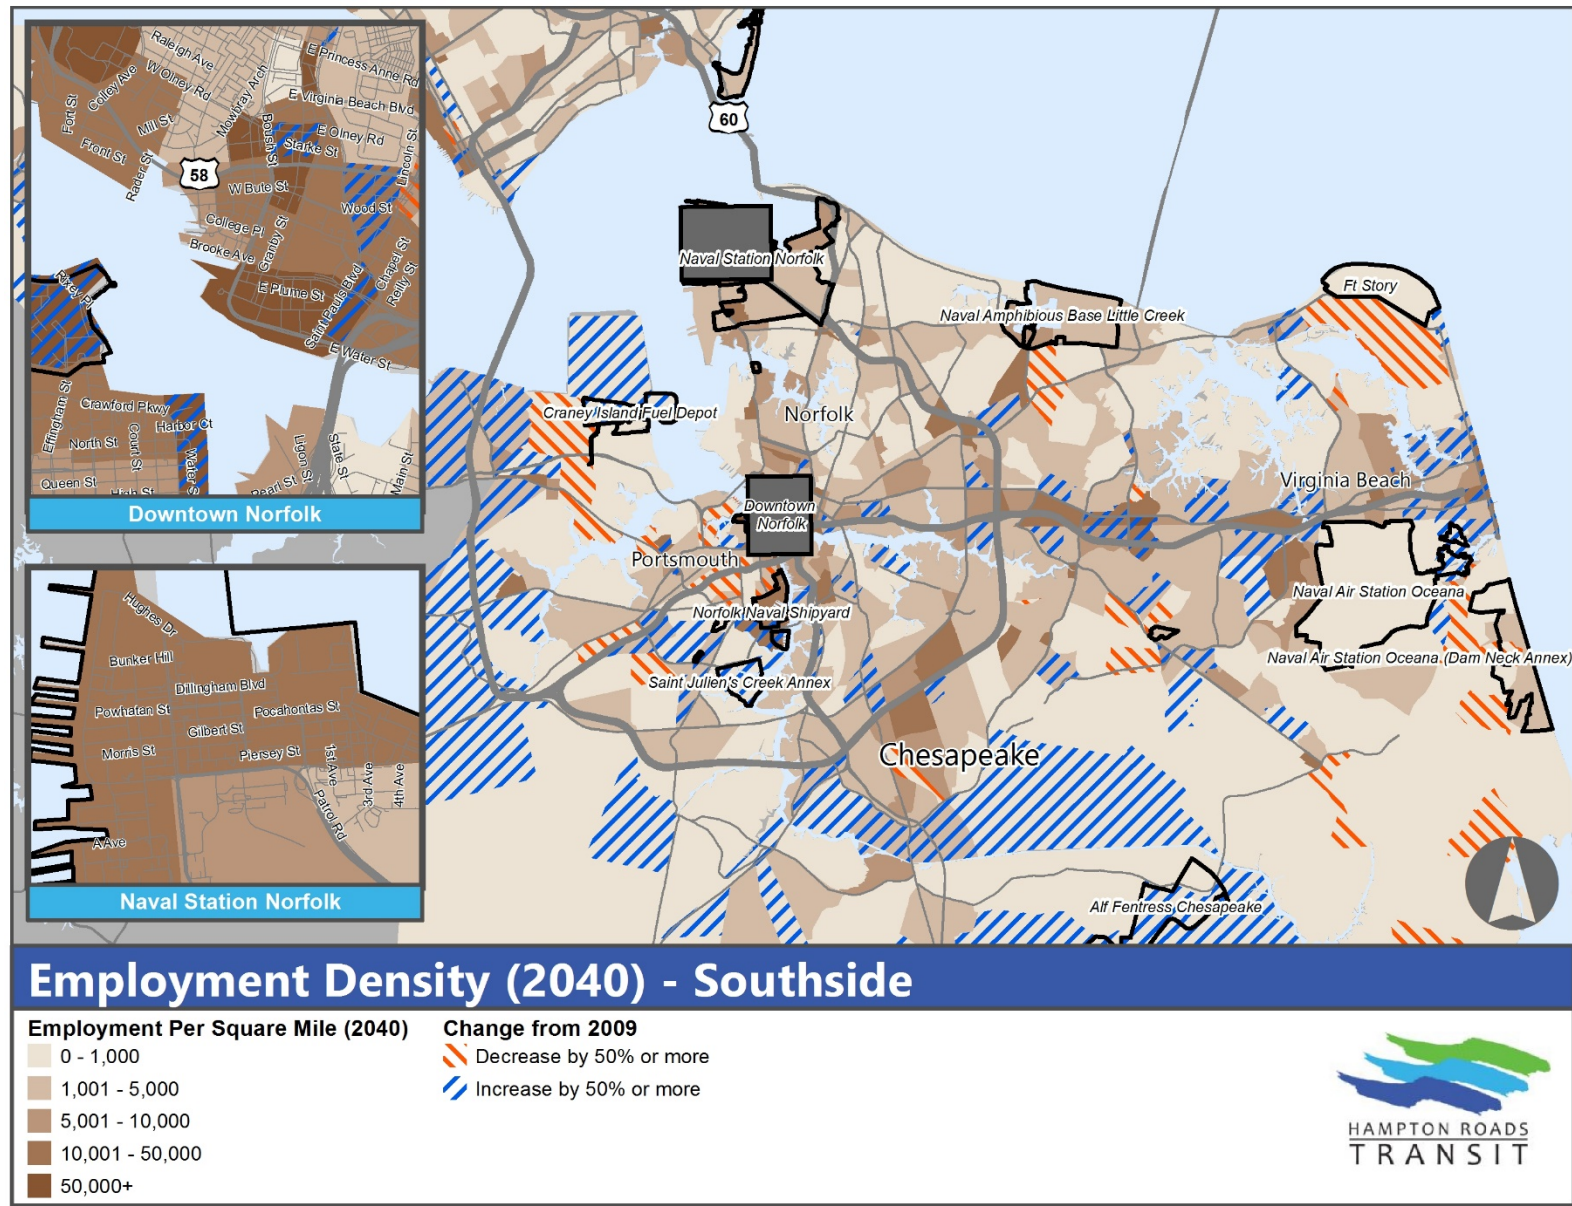 Raleigh Ave
W Olney Rd
Colley Ave
E Princess Anne Rd
Mowbray Arch
E Virginia Beach Blvd
Fort St
Mill St
Boush St
E Olney Rd
Starke St
Lincoln St
Front St
Rader St
58
W Bute St
Wood St
College Pl
Granby St
Brooke Ave
Chapel St
Reilly St
E Plume St
Saint Pauls Blvd
Rixey Pl
E Water St
Effingham St
Crawford Pkwy
Harbor Ct
North St
Court St
Ligon St
State St
Main St
Queen St
High St
Water S
Pearl St
Downtown Norfolk
Hughes Dr
Bunker Hill
Dillingham Blvd
Powhatan St
Pocahontas St
Gilbert St
Morris St
Piersey St
1st Ave
3rd Ave
4th Ave
Patrol Rd
A Ave
Naval Station Norfolk
60
Naval Station Norfolk
Ft Story
Naval Amphibious Base Little Creek
Craney Island Fuel Depot
Norfolk
Virginia Beach
Downtown
Norfolk
Portsmouth
Naval Air Station Oceana
Norfolk Naval Shipyard
Naval Air Station Oceana (Dam Neck Annex)
Saint Julien's Creek Annex
Chesapeake
Alf Fentress Chesapeake
Employment Density (2040) - Southside
Employment Per Square Mile (2040)
0 - 1,000
1,001 - 5,000
5,001 - 10,000
10,001 - 50,000
50,000+
Change from 2009
Decrease by 50% or more
Increase by 50% or more
HAMPTON ROADS
TRANSIT